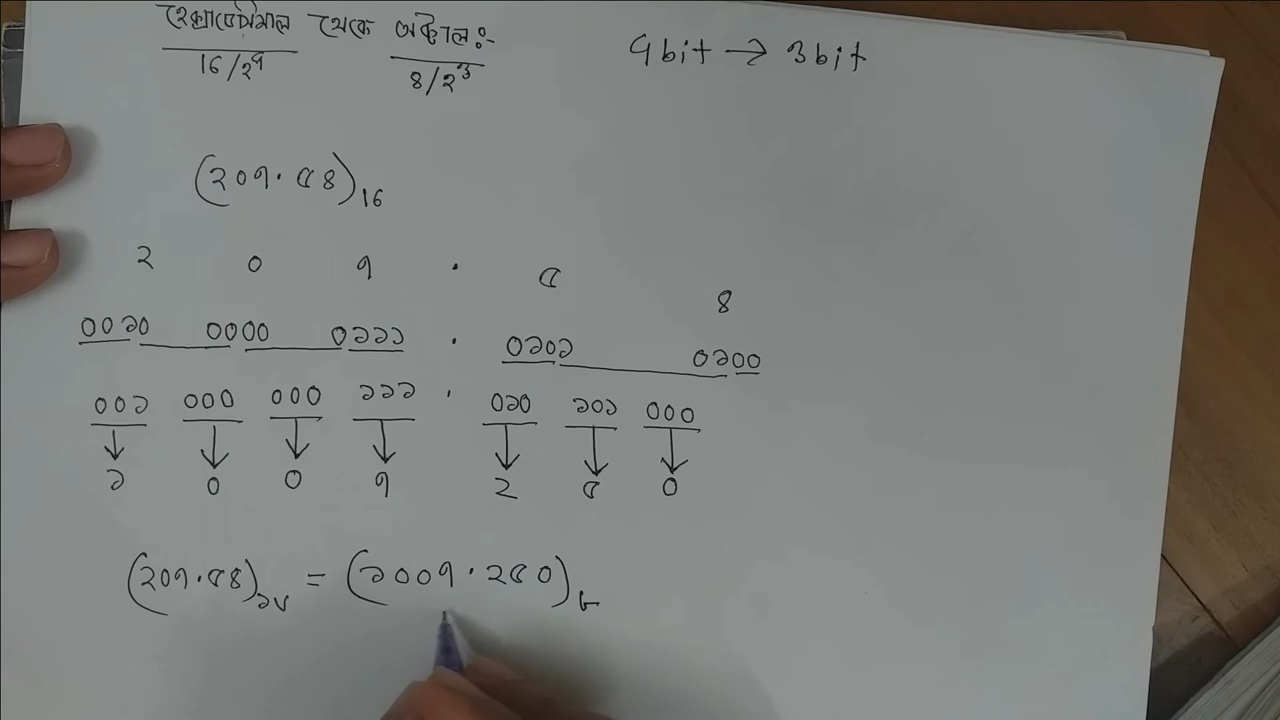 হেক্সাডেসিমাল থেকে অক্টাল:- 4bit → 3bit
16/2⁴ 8/2³
(২০৭.৫৪)₁₆
২ ০ ৭ . ৫ ৪
০০১০ ০০০০ ০১১১ . ০১০১ ০১০০
০০১ ০০০ ০০০ ১১১ . ০১০ ১০১ ০০০
↓ ↓ ↓ ↓ ↓ ↓ ↓
১ ০ ০ ৭ ২ ৫ ০
(২০৭.৫৪)১৬ = (১০০৭.২৫০)৮